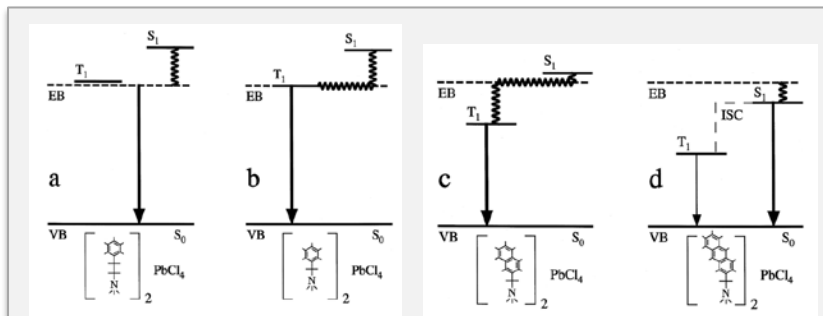 S₁
T₁
EB
a
VB S₀
N
2
PbCl₄
S₁
T₁
EB
b
VB S₀
N
2
PbCl₄
S₁
EB
T₁
c
VB S₀
N
2
PbCl₄
EB
S₁
ISC
T₁
d
VB S₀
N
2
PbCl₄